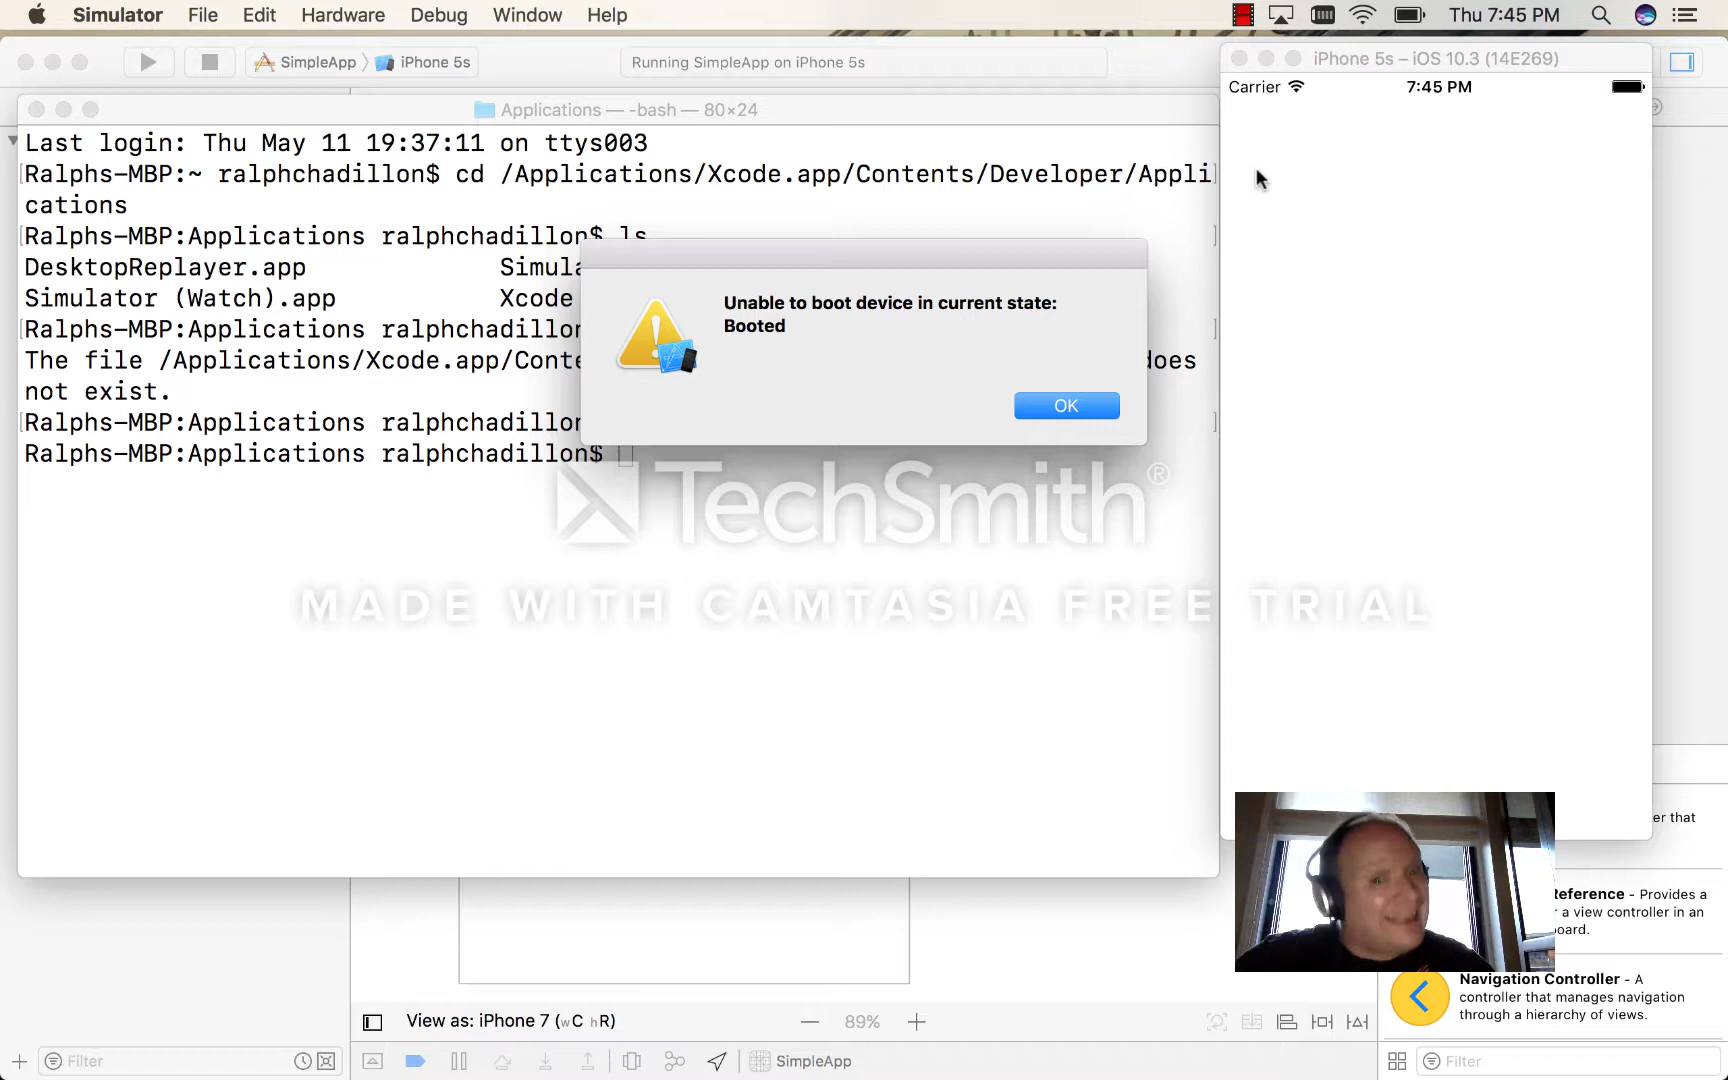 Simulator File Edit Hardware Debug Window Help
Thu 7:45 PM
SimpleApp iPhone 5s
Running SimpleApp on iPhone 5s
iPhone 5s – iOS 10.3 (14E269)
Carrier 7:45 PM
Applications — -bash — 80×24
Last login: Thu May 11 19:37:11 on ttys003
Ralphs-MBP:~ ralphchadillon$ cd /Applications/Xcode.app/Contents/Developer/Appli
cations
Ralphs-MBP:Applications ralphchadillon$ ls
DesktopReplayer.app Simula
Simulator (Watch).app Xcode
Ralphs-MBP:Applications ralphchadillon
The file /Applications/Xcode.app/Conte does
not exist.
Ralphs-MBP:Applications ralphchadillon
Ralphs-MBP:Applications ralphchadillon$
Unable to boot device in current state:
Booted
OK
TechSmith®
MADE WITH CAMTASIA FREE TRIAL
er that
Reference - Provides a
r a view controller in an
board.
Navigation Controller - A
controller that manages navigation
through a hierarchy of views.
View as: iPhone 7 (wC hR)
— 89% +
Filter
SimpleApp
Filter